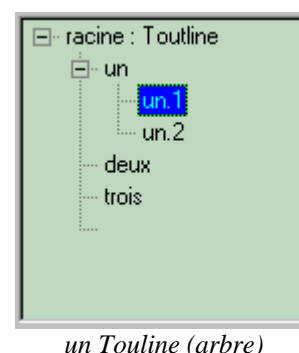 racine : Toutline
un
un.1
un.2
deux
trois
un Touline (arbre)